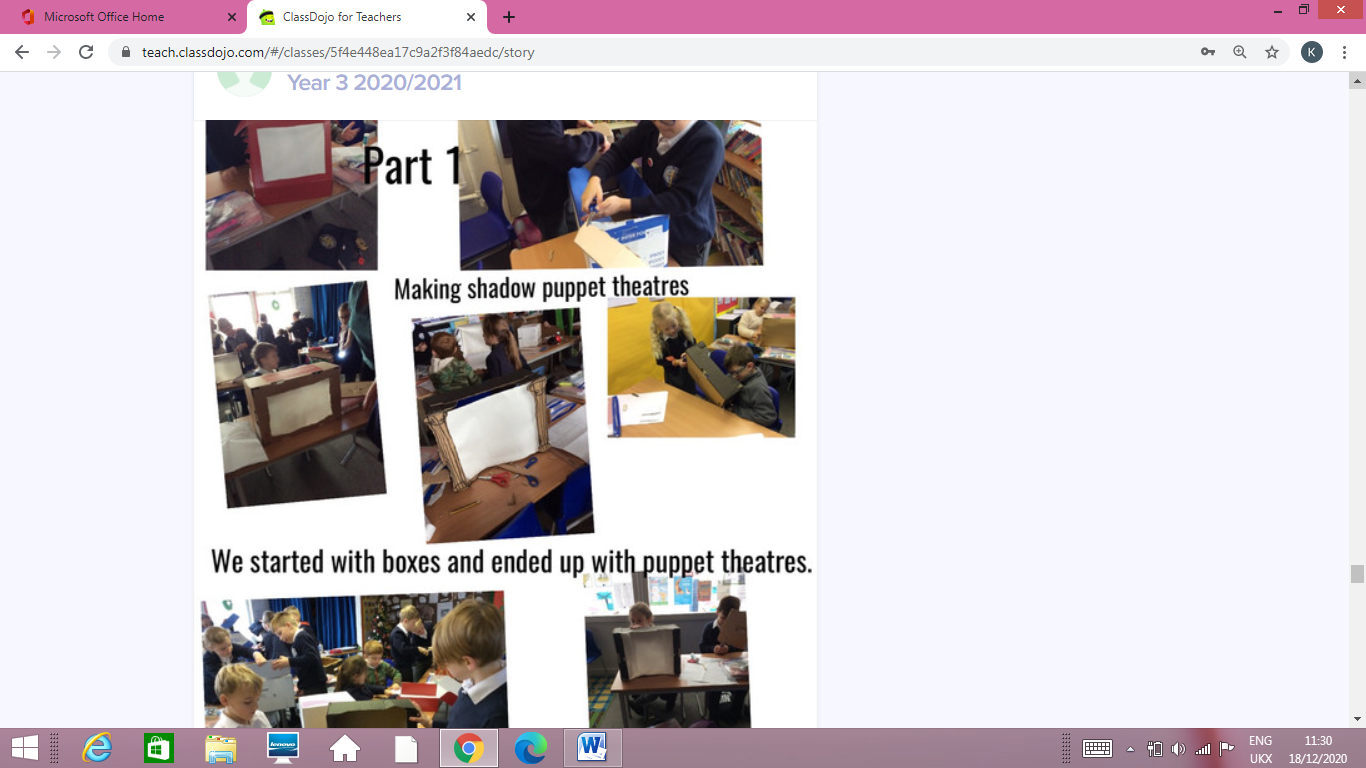 Microsoft Office Home
ClassDojo for Teachers
teach.classdojo.com/#/classes/5f4e448ea17c9a2f3f84aedc/story
K
Year 3 2020/2021
Part 1
Making shadow puppet theatres
We started with boxes and ended up with puppet theatres.
lenovo
ENG
UKX
11:30
18/12/2020